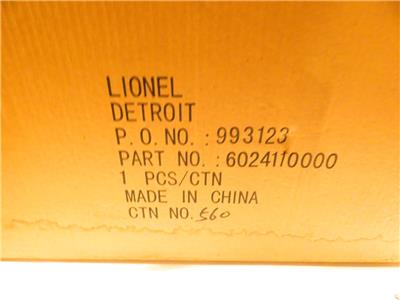 LIONEL
DETROIT
P.O.NO.:993123
PART NO.:6024110000
1 PCS/CTN
MADE IN CHINA
CTN NO.560